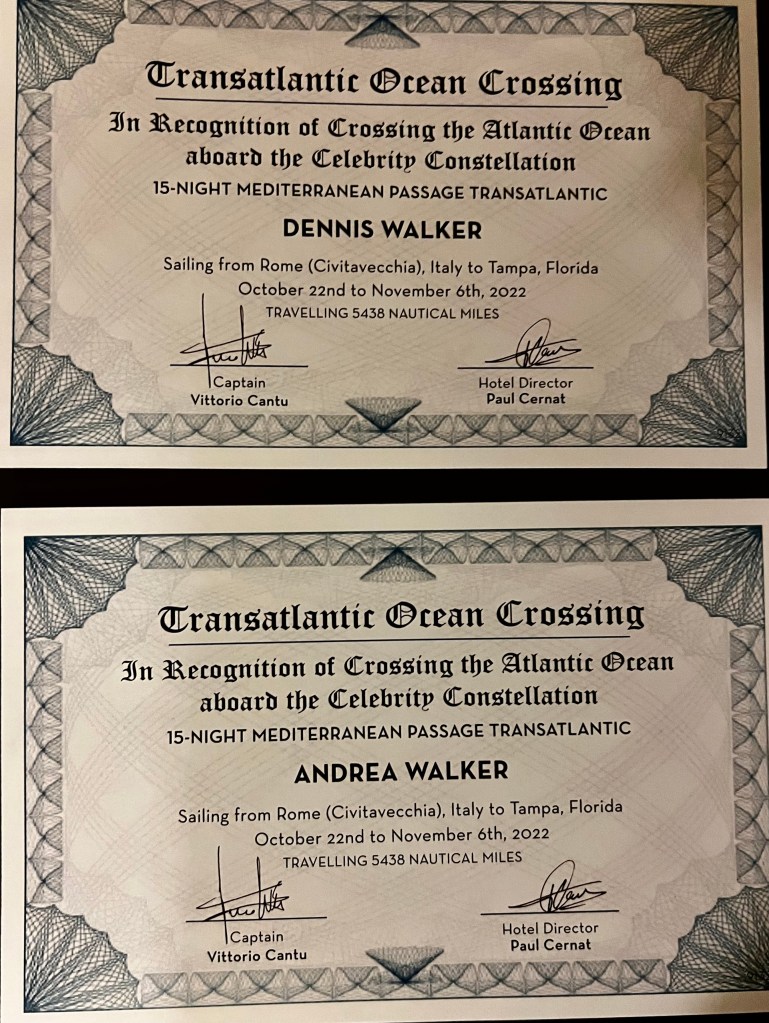 Transatlantic Ocean Crossing
In Recognition of Crossing the Atlantic Ocean
aboard the Celebrity Constellation
15-NIGHT MEDITERRANEAN PASSAGE TRANSATLANTIC
DENNIS WALKER
Sailing from Rome (Civitavecchia), Italy to Tampa, Florida
October 22nd to November 6th, 2022
TRAVELLING 5438 NAUTICAL MILES
Captain
Vittorio Cantu
Hotel Director
Paul Cernat
Transatlantic Ocean Crossing
In Recognition of Crossing the Atlantic Ocean
aboard the Celebrity Constellation
15-NIGHT MEDITERRANEAN PASSAGE TRANSATLANTIC
ANDREA WALKER
Sailing from Rome (Civitavecchia), Italy to Tampa, Florida
October 22nd to November 6th, 2022
TRAVELLING 5438 NAUTICAL MILES
Captain
Vittorio Cantu
Hotel Director
Paul Cernat